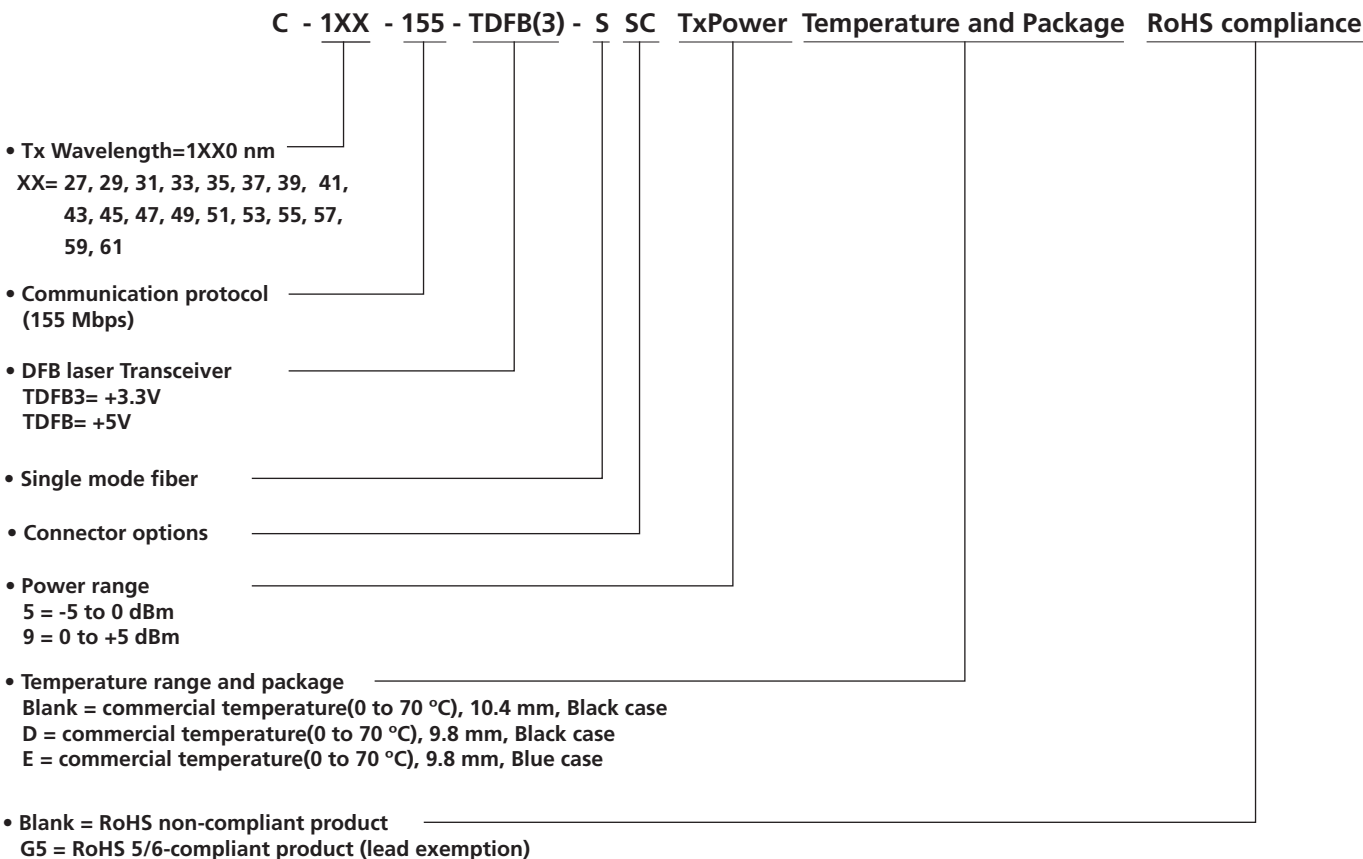 C - 1XX - 155 - TDFB(3) - S SC TxPower Temperature and Package RoHS compliance
• Tx Wavelength=1XX0 nm
XX= 27, 29, 31, 33, 35, 37, 39, 41,
43, 45, 47, 49, 51, 53, 55, 57,
59, 61
• Communication protocol
(155 Mbps)
• DFB laser Transceiver
TDFB3= +3.3V
TDFB= +5V
• Single mode fiber
• Connector options
• Power range
5 = -5 to 0 dBm
9 = 0 to +5 dBm
• Temperature range and package
Blank = commercial temperature(0 to 70 ºC), 10.4 mm, Black case
D = commercial temperature(0 to 70 ºC), 9.8 mm, Black case
E = commercial temperature(0 to 70 ºC), 9.8 mm, Blue case
• Blank = RoHS non-compliant product
G5 = RoHS 5/6-compliant product (lead exemption)